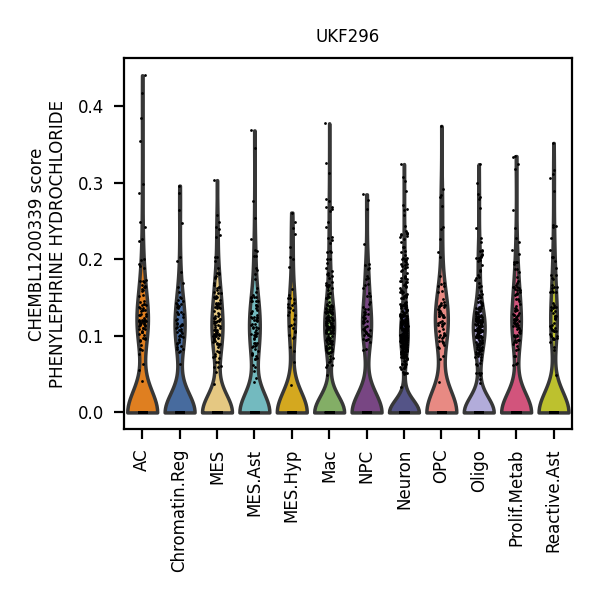 UKF296
CHEMBL1200339 score
PHENYLEPHRINE HYDROCHLORIDE
0.4
0.3
0.2
0.1
0.0
AC
Chromatin.Reg
MES
MES.Ast
MES.Hyp
Mac
NPC
Neuron
OPC
Oligo
Prolif.Metab
Reactive.Ast